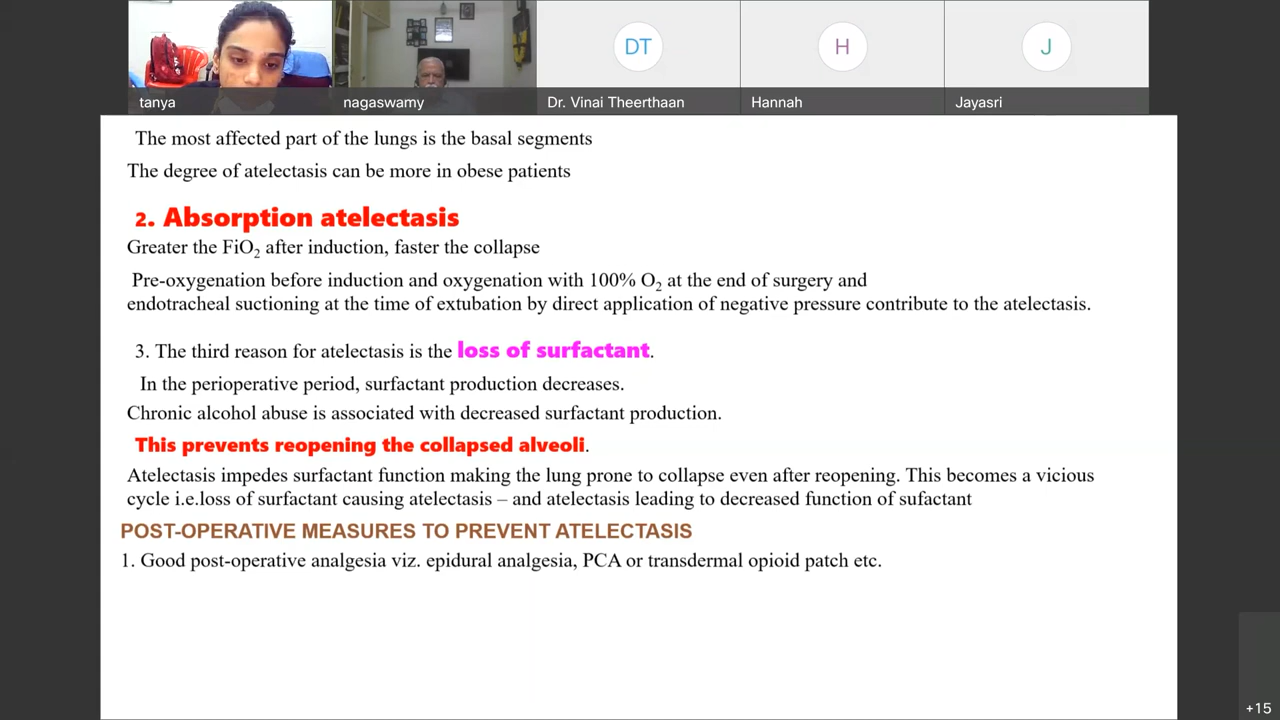 DT
H
J
tanya
nagaswamy
Dr. Vinai Theerthaan
Hannah
Jayasri
The most affected part of the lungs is the basal segments
The degree of atelectasis can be more in obese patients
2. Absorption atelectasis
Greater the FiO₂ after induction, faster the collapse
Pre-oxygenation before induction and oxygenation with 100% O₂ at the end of surgery and
endotracheal suctioning at the time of extubation by direct application of negative pressure contribute to the atelectasis.
3. The third reason for atelectasis is the loss of surfactant.
In the perioperative period, surfactant production decreases.
Chronic alcohol abuse is associated with decreased surfactant production.
This prevents reopening the collapsed alveoli.
Atelectasis impedes surfactant function making the lung prone to collapse even after reopening. This becomes a vicious
cycle i.e.loss of surfactant causing atelectasis – and atelectasis leading to decreased function of sufactant
POST-OPERATIVE MEASURES TO PREVENT ATELECTASIS
1. Good post-operative analgesia viz. epidural analgesia, PCA or transdermal opioid patch etc.
+15